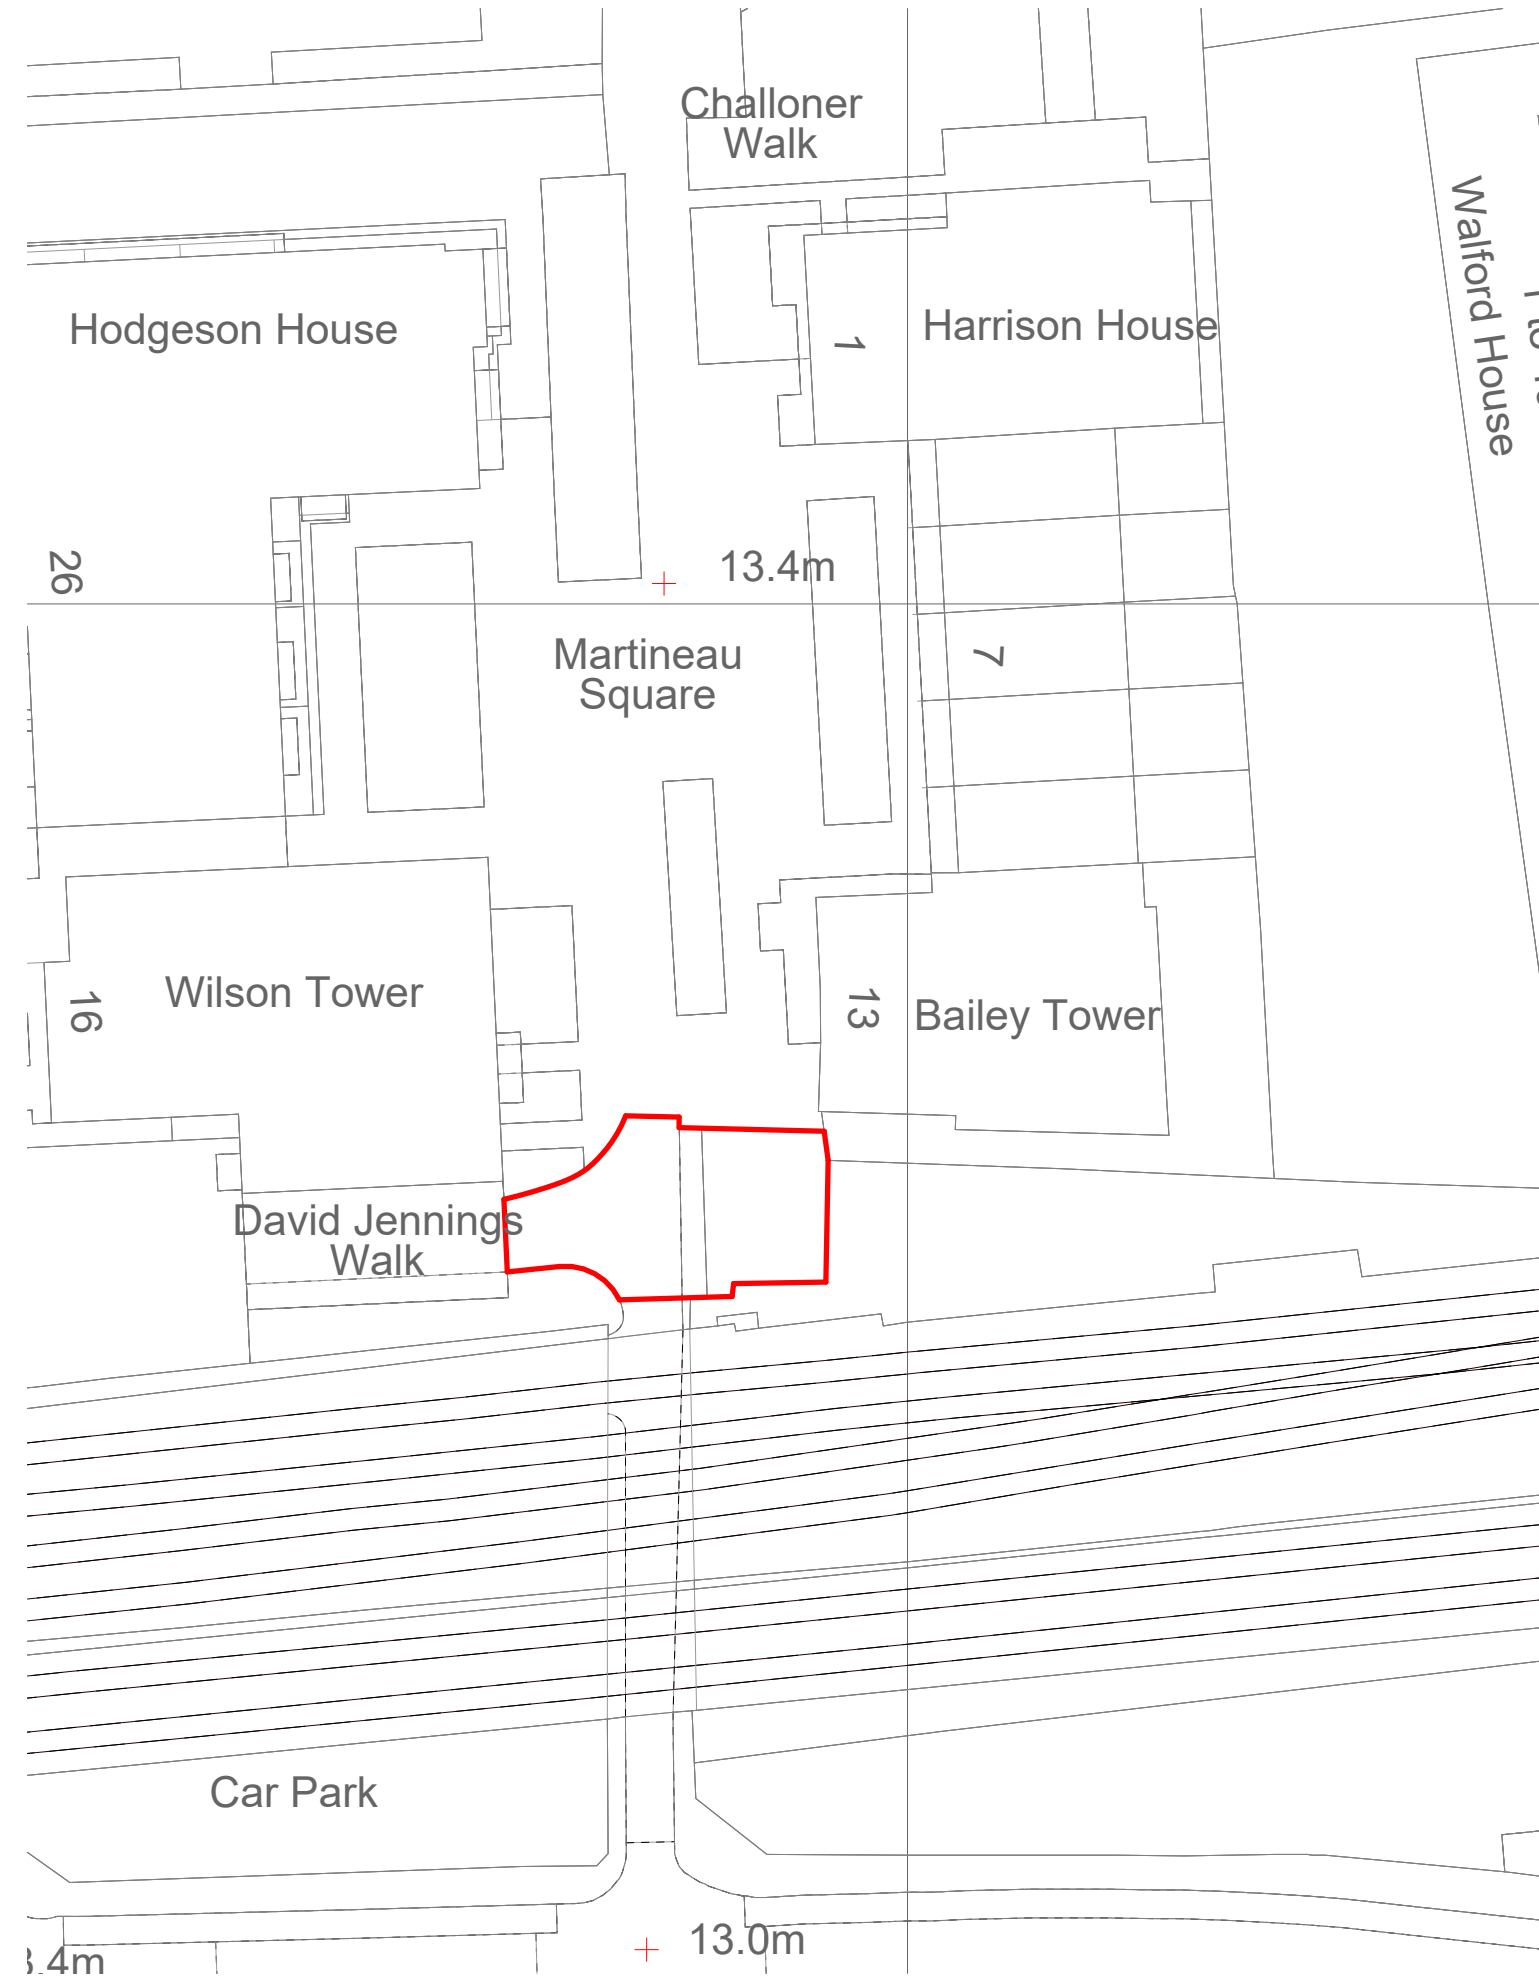 Challoner
Walk
Hodgeson House
Harrison House
1
Walford House
26
13.4m
Martineau
Square
7
Wilson Tower
16
13
Bailey Tower
David Jennings
Walk
Car Park
13.0m